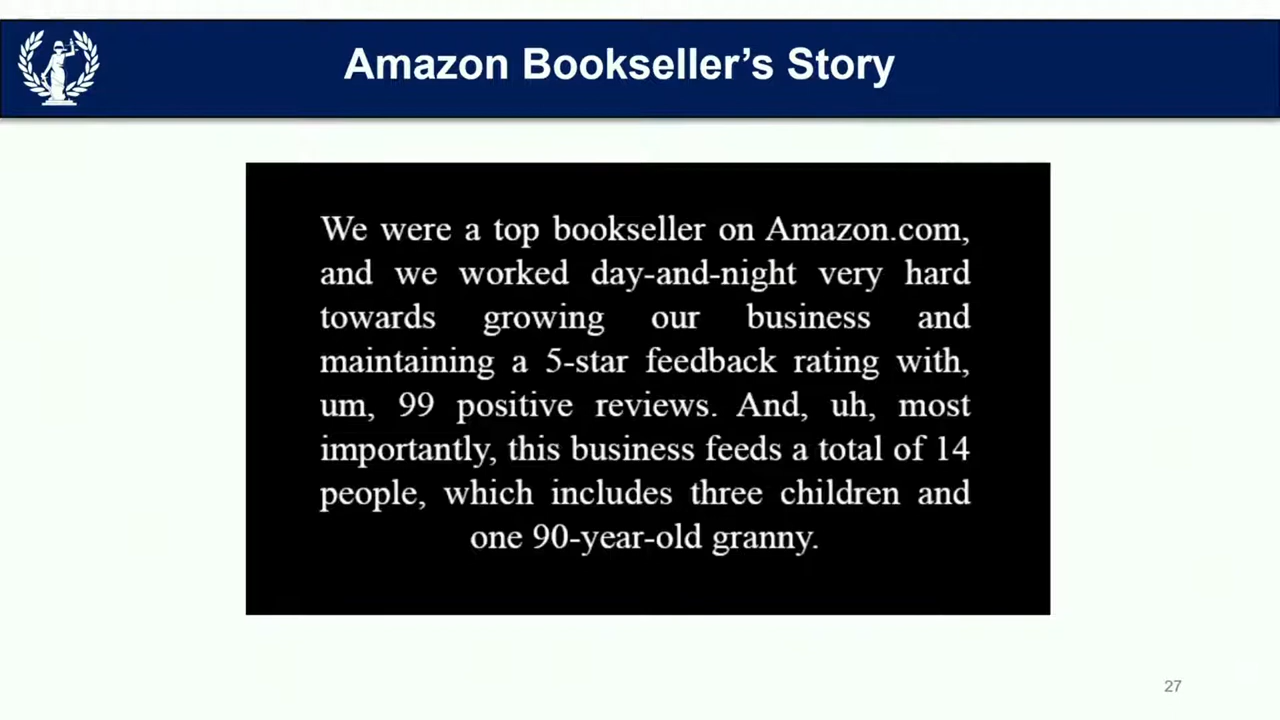 Amazon Bookseller’s Story
We were a top bookseller on Amazon.com,
and we worked day-and-night very hard
towards growing our business and
maintaining a 5-star feedback rating with,
um, 99 positive reviews. And, uh, most
importantly, this business feeds a total of 14
people, which includes three children and
one 90-year-old granny.
27